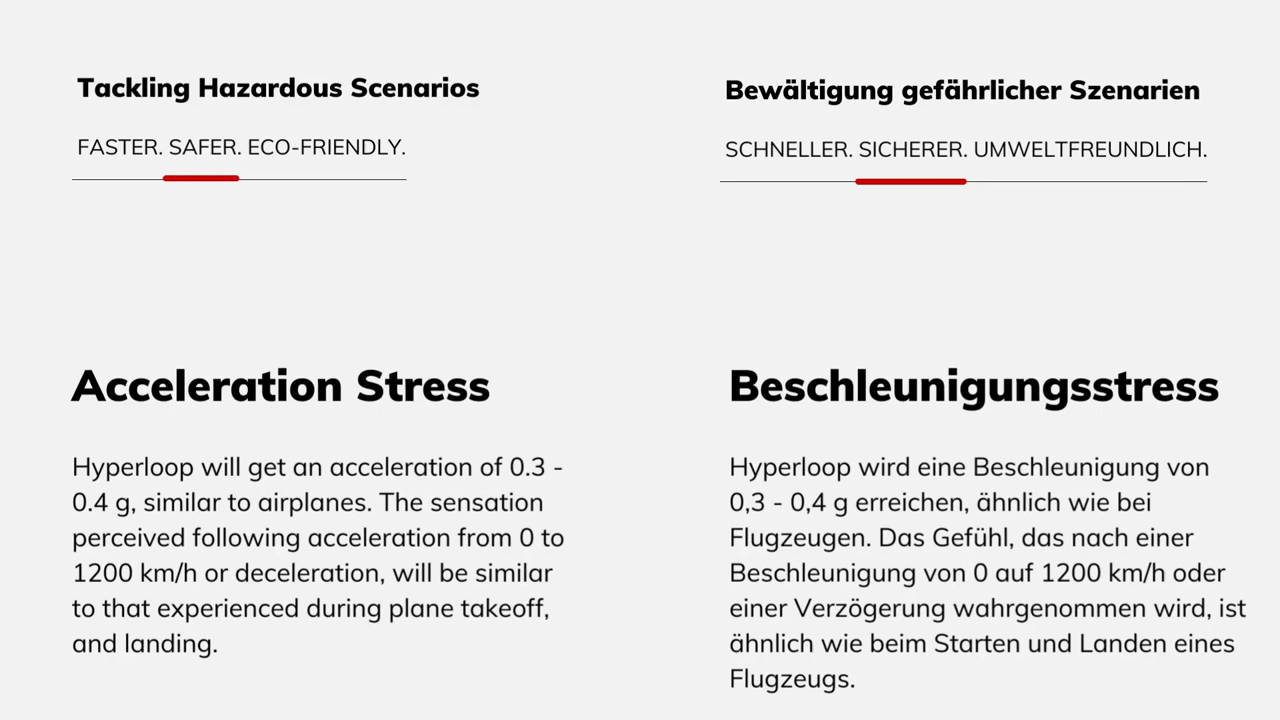 Tackling Hazardous Scenarios
FASTER. SAFER. ECO-FRIENDLY.
Acceleration Stress
Hyperloop will get an acceleration of 0.3 -
0.4 g, similar to airplanes. The sensation
perceived following acceleration from 0 to
1200 km/h or deceleration, will be similar
to that experienced during plane takeoff,
and landing.
Bewältigung gefährlicher Szenarien
SCHNELLER. SICHERER. UMWELTFREUNDLICH.
Beschleunigungsstress
Hyperloop wird eine Beschleunigung von
0,3 - 0,4 g erreichen, ähnlich wie bei
Flugzeugen. Das Gefühl, das nach einer
Beschleunigung von 0 auf 1200 km/h oder
einer Verzögerung wahrgenommen wird, ist
ähnlich wie beim Starten und Landen eines
Flugzeugs.